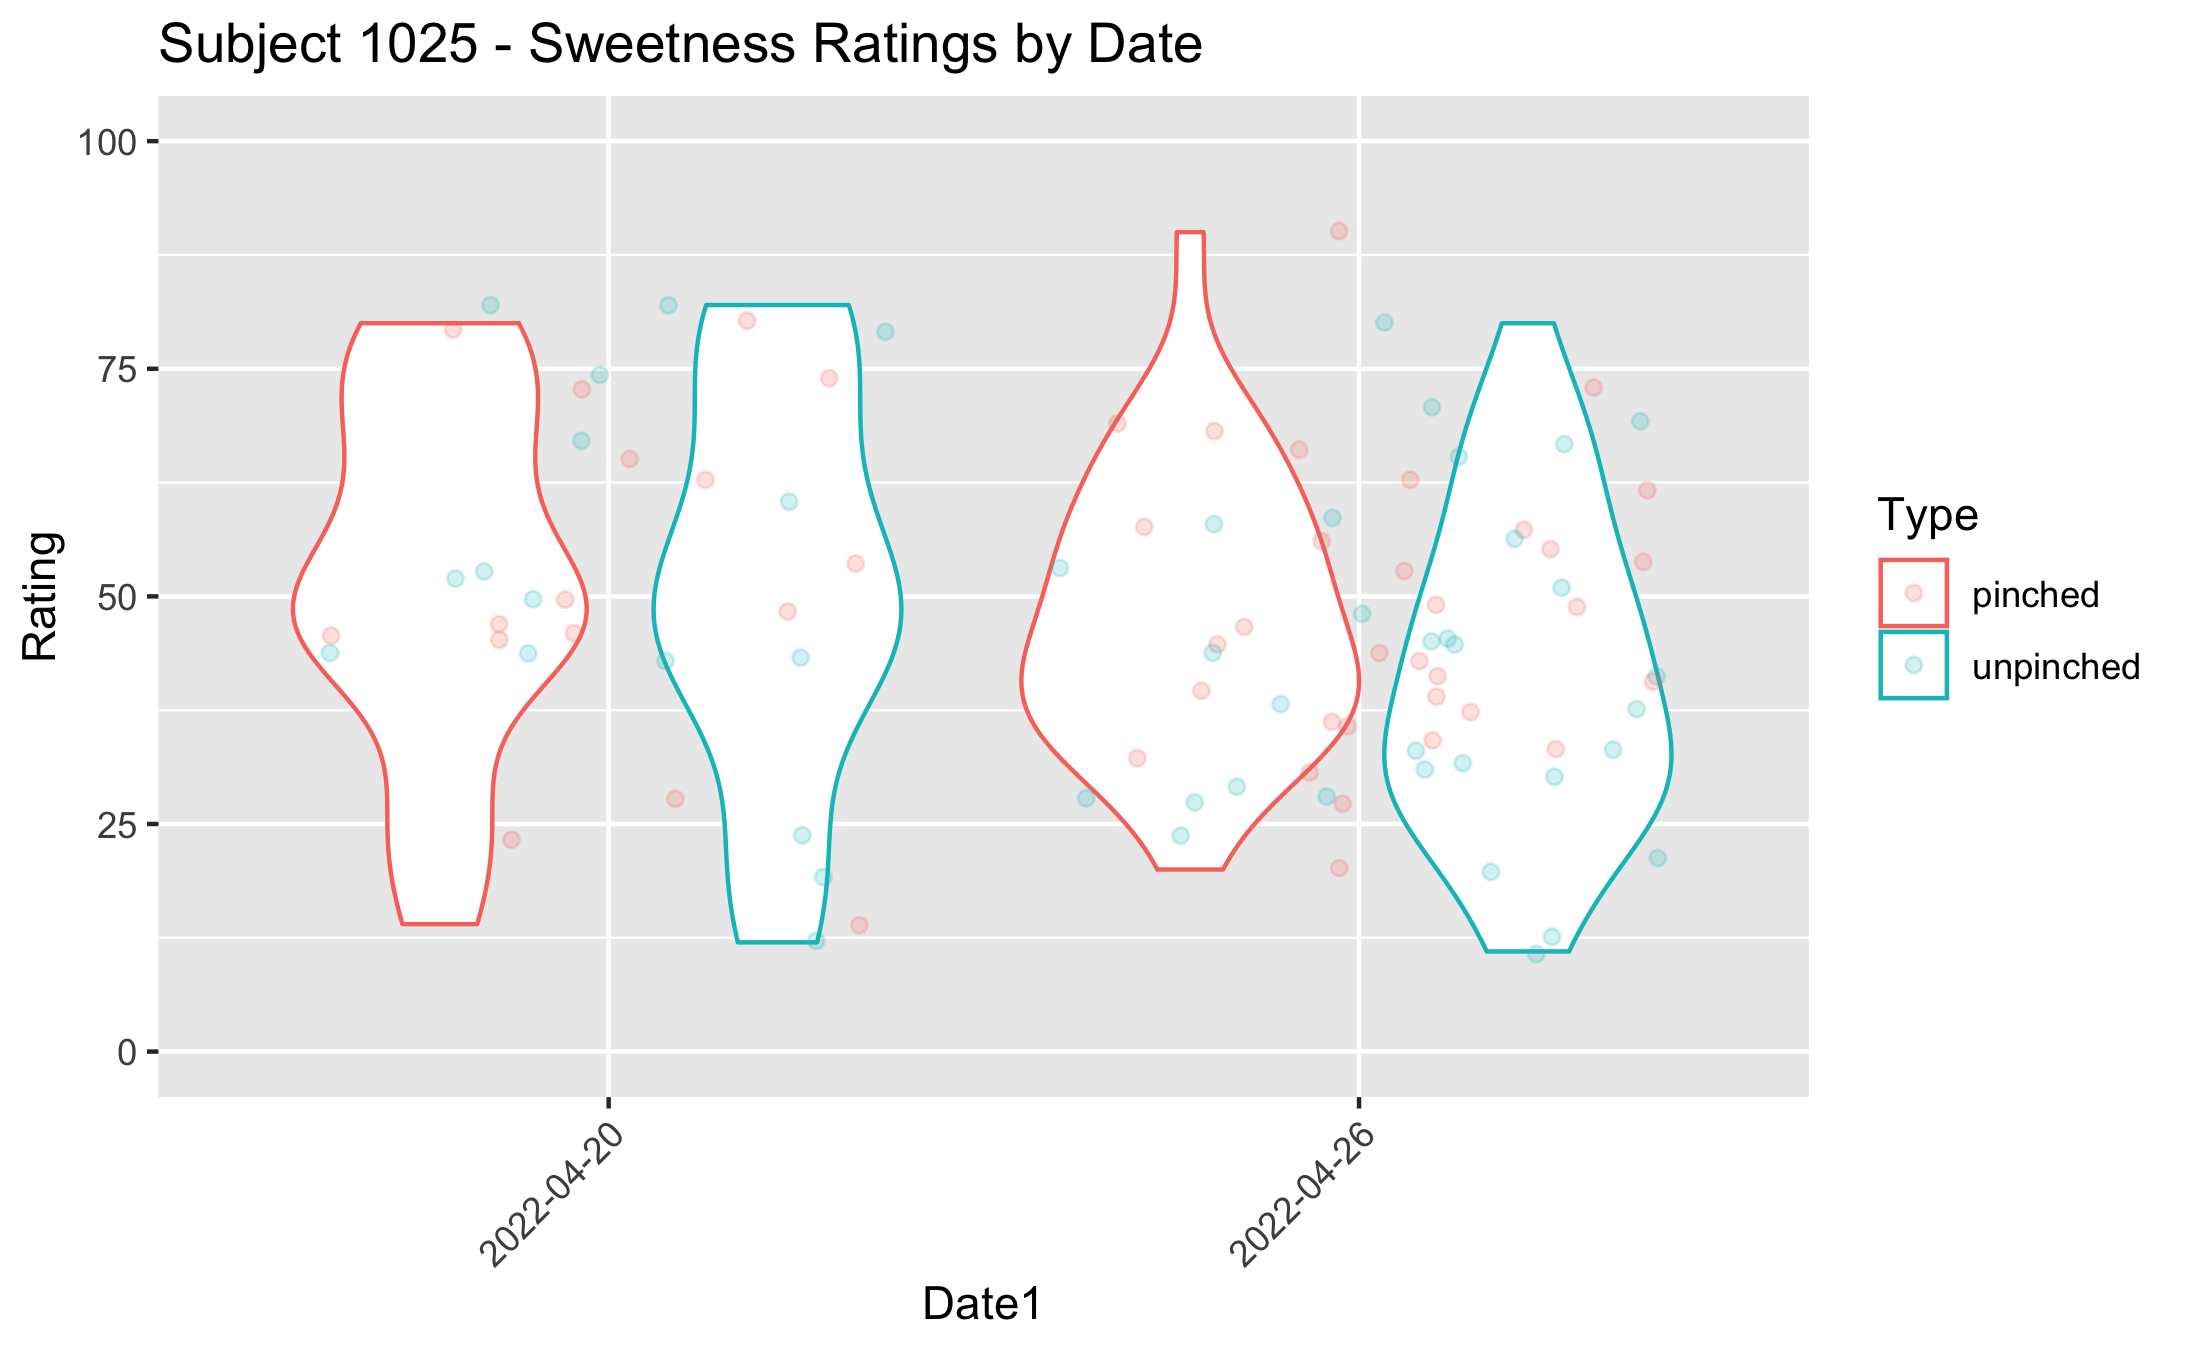 Subject 1025 - Sweetness Ratings by Date
Rating
100
75
50
25
0
2022-04-20
2022-04-26
Date1
Type
pinched
unpinched